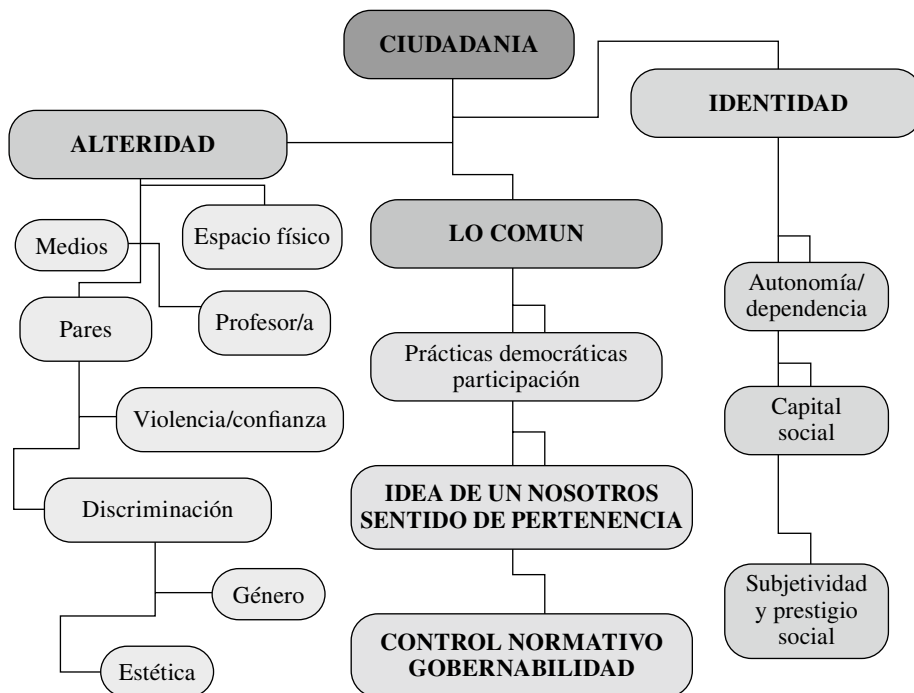 CIUDADANIA
IDENTIDAD
ALTERIDAD
LO COMUN
Espacio físico
Medios
Profesor/a
Pares
Violencia/confianza
Discriminación
Género
Estética
Prácticas democráticas
participación
IDEA DE UN NOSOTROS
SENTIDO DE PERTENENCIA
CONTROL NORMATIVO
GOBERNABILIDAD
Autonomía/
dependencia
Capital
social
Subjetividad
y prestigio
social